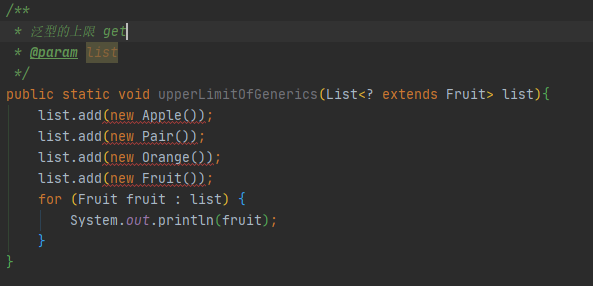 /**
 * 泛型的上限 get
 * @param list
 */
public static void upperLimitOfGenerics(List<? extends Fruit> list){
    list.add(new Apple());
    list.add(new Pair());
    list.add(new Orange());
    list.add(new Fruit());
    for (Fruit fruit : list) {
        System.out.println(fruit);
    }
}